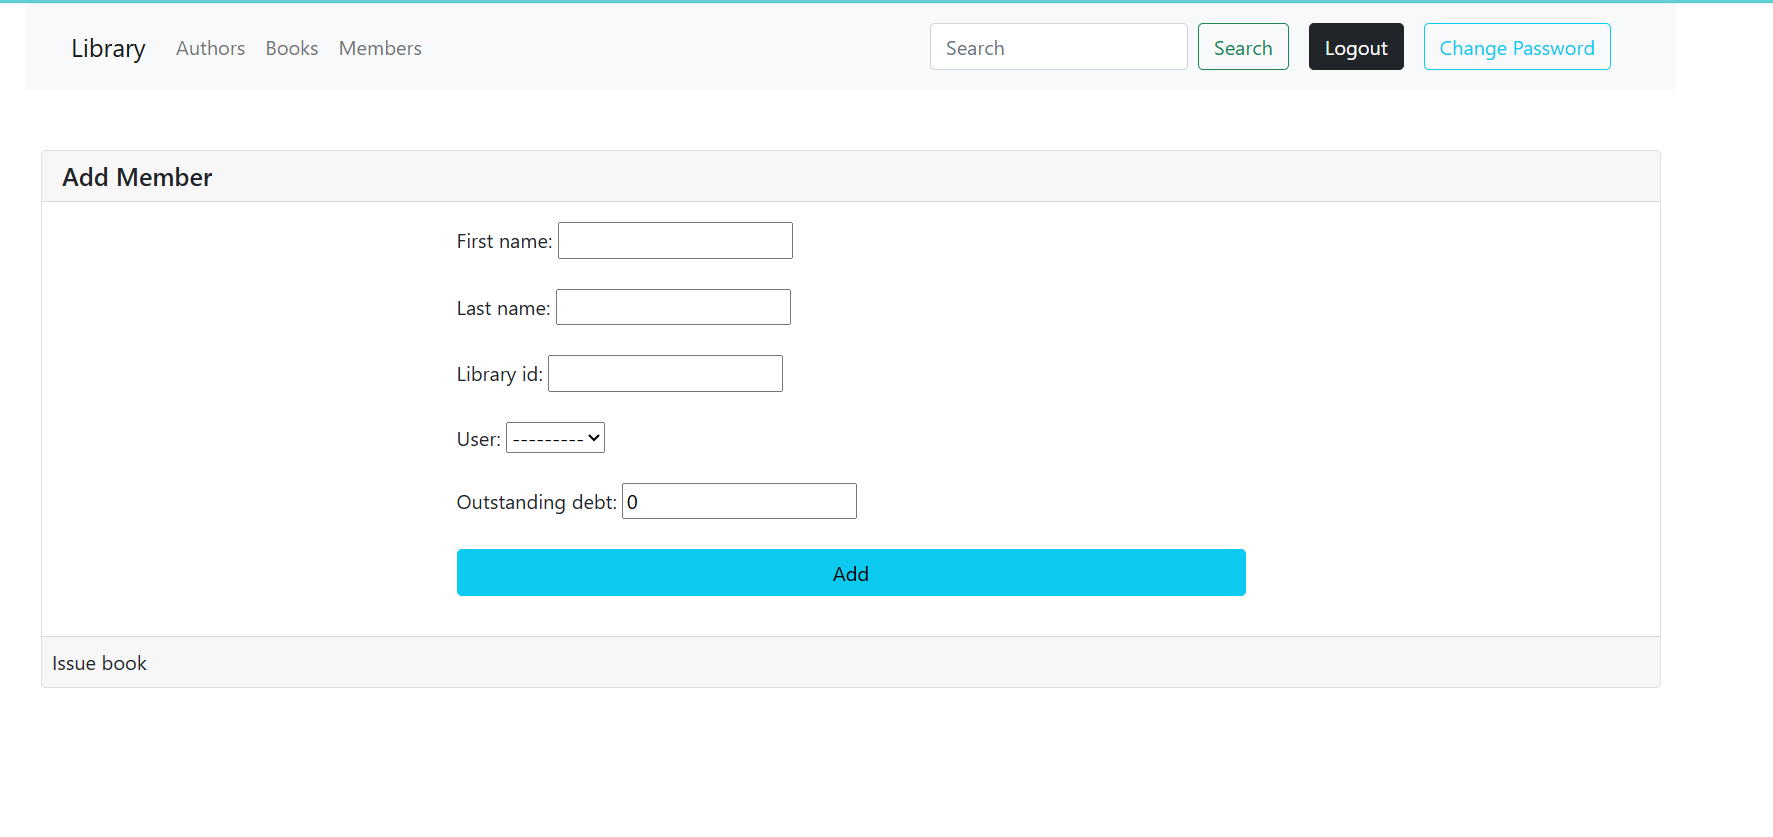 Library Authors Books Members Search Search Logout Change Password
Add Member
First name:
Last name:
Library id:
User: ---------
Outstanding debt: 0
Add
Issue book